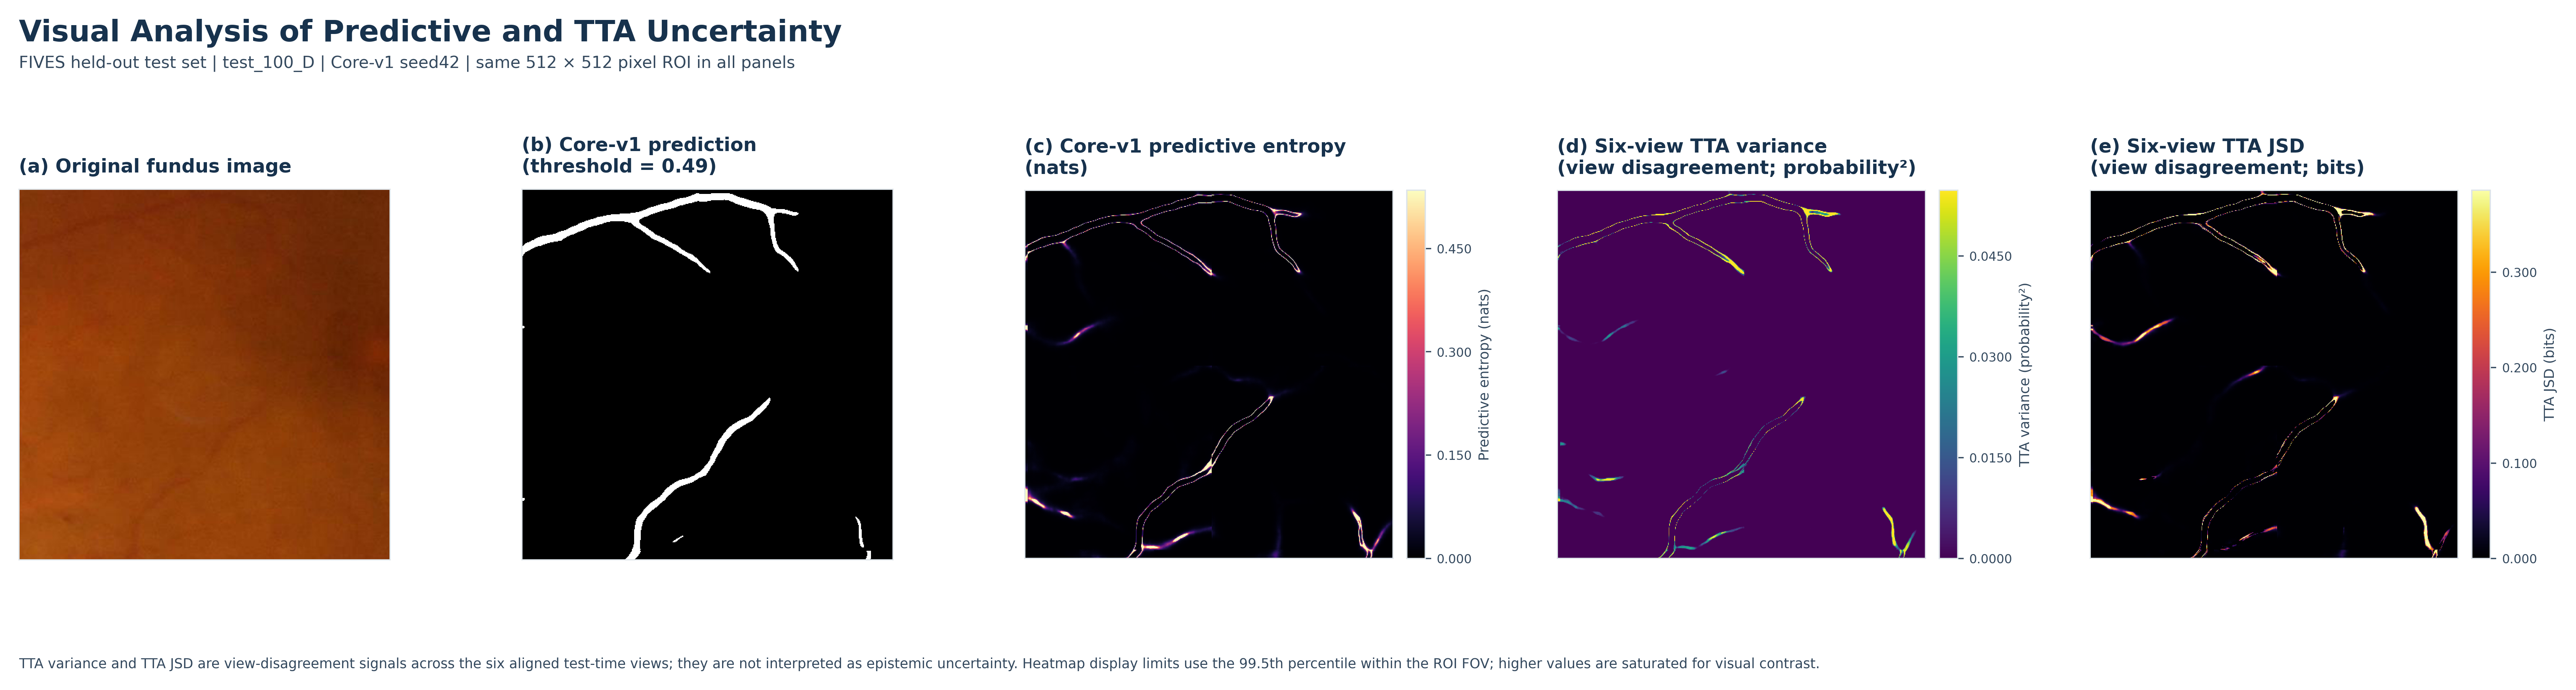 Visual Analysis of Predictive and TTA Uncertainty
FIVES held-out test set | test_100_D | Core-v1 seed42 | same 512 × 512 pixel ROI in all panels
(a) Original fundus image
(b) Core-v1 prediction
(threshold = 0.49)
(c) Core-v1 predictive entropy
(nats)
0.450
0.300
0.150
0.000
Predictive entropy (nats)
(d) Six-view TTA variance
(view disagreement; probability²)
0.0450
0.0300
0.0150
0.0000
TTA variance (probability²)
(e) Six-view TTA JSD
(view disagreement; bits)
0.300
0.200
0.100
0.000
TTA JSD (bits)
TTA variance and TTA JSD are view-disagreement signals across the six aligned test-time views; they are not interpreted as epistemic uncertainty. Heatmap display limits use the 99.5th percentile within the ROI FOV; higher values are saturated for visual contrast.